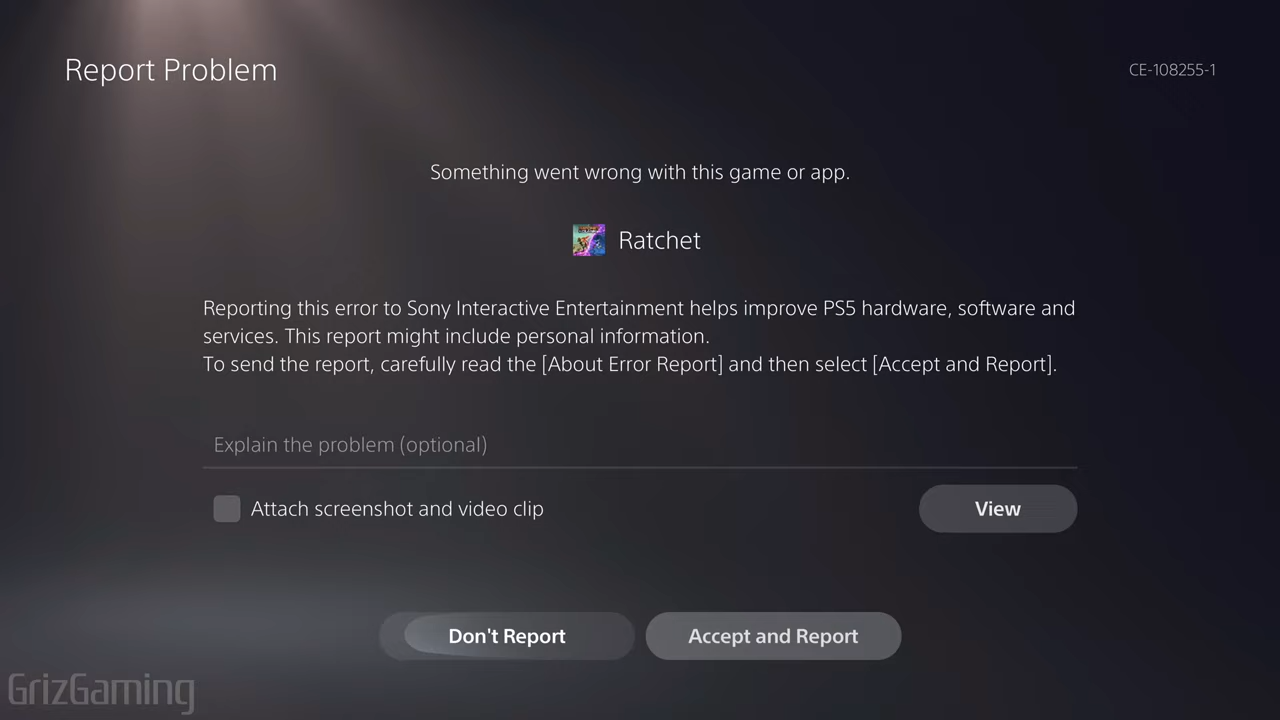 Report Problem
CE-108255-1
Something went wrong with this game or app.
Ratchet
Reporting this error to Sony Interactive Entertainment helps improve PS5 hardware, software and
services. This report might include personal information.
To send the report, carefully read the [About Error Report] and then select [Accept and Report].
Explain the problem (optional)
Attach screenshot and video clip
View
Don't Report
Accept and Report
GrizGaming